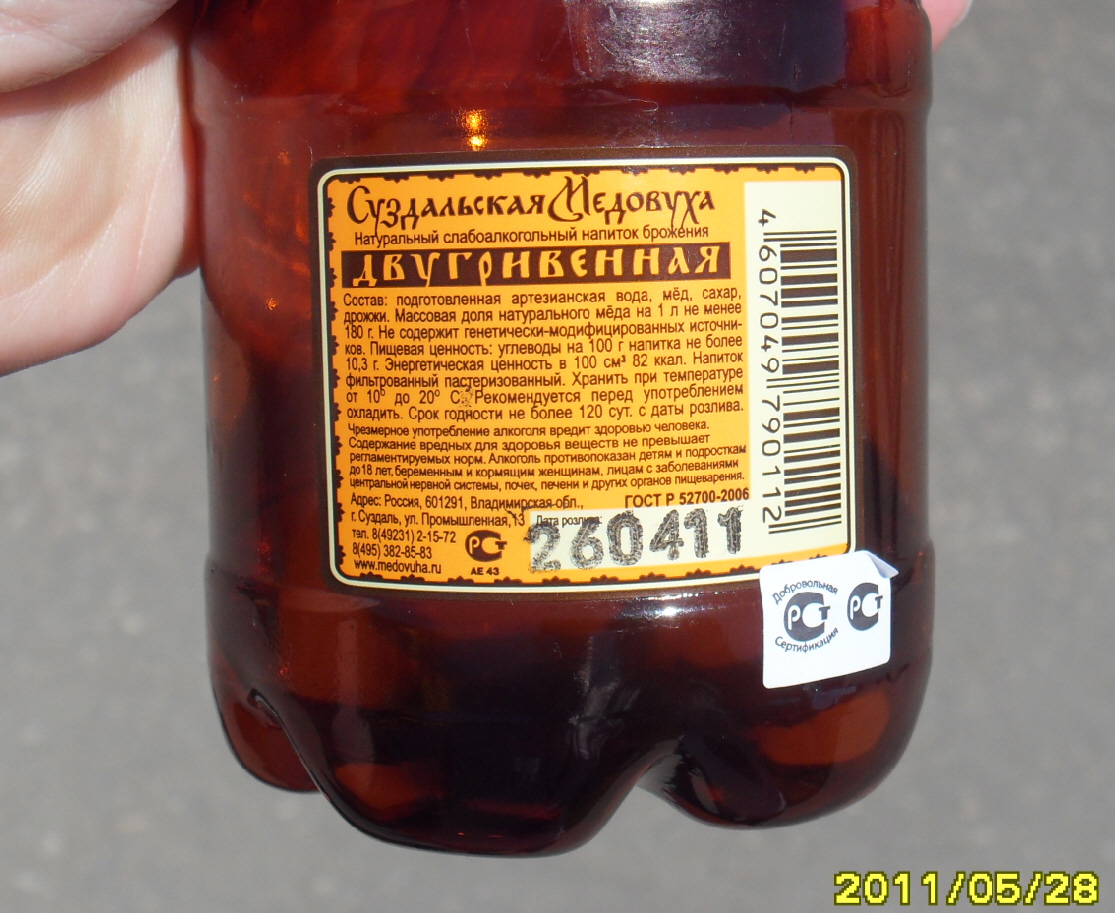 Суздальская Медовуха
Натуральный слабоалкогольный напиток брожения
ДВУГРИВЕННАЯ
Состав: подготовленная артезианская вода, мёд, сахар,
дрожжи. Массовая доля натурального мёда на 1 л не менее
180 г. Не содержит генетически-модифицированных источни-
ков. Пищевая ценность: углеводы на 100 г напитка не более
10,3 г. Энергетическая ценность в 100 см³ 82 ккал. Напиток
фильтрованный пастеризованный. Хранить при температуре
от 10⁰ до 20⁰ С. Рекомендуется перед употреблением
охладить. Срок годности не более 120 сут. с даты розлива.
Чрезмерное употребление алкоголя вредит здоровью человека.
Содержание вредных для здоровья веществ не превышает
регламентируемых норм. Алкоголь противопоказан детям и подросткам
до 18 лет, беременным и кормящим женщинам, лицам с заболеваниями
центральной нервной системы, почек, печени и других органов пищеварения.
Адрес: Россия, 601291, Владимирская обл.,
г. Суздаль, ул. Промышленная, 13
тел. 8(49231) 2-15-72
8(495) 382-85-83
www.medovuha.ru
РСТ
АЕ 43
ГОСТ Р 52700-2006
Дата розлива:
260411
4 607049 790112
Добровольная
РСТ
Сертификация
РСТ
2011/05/28